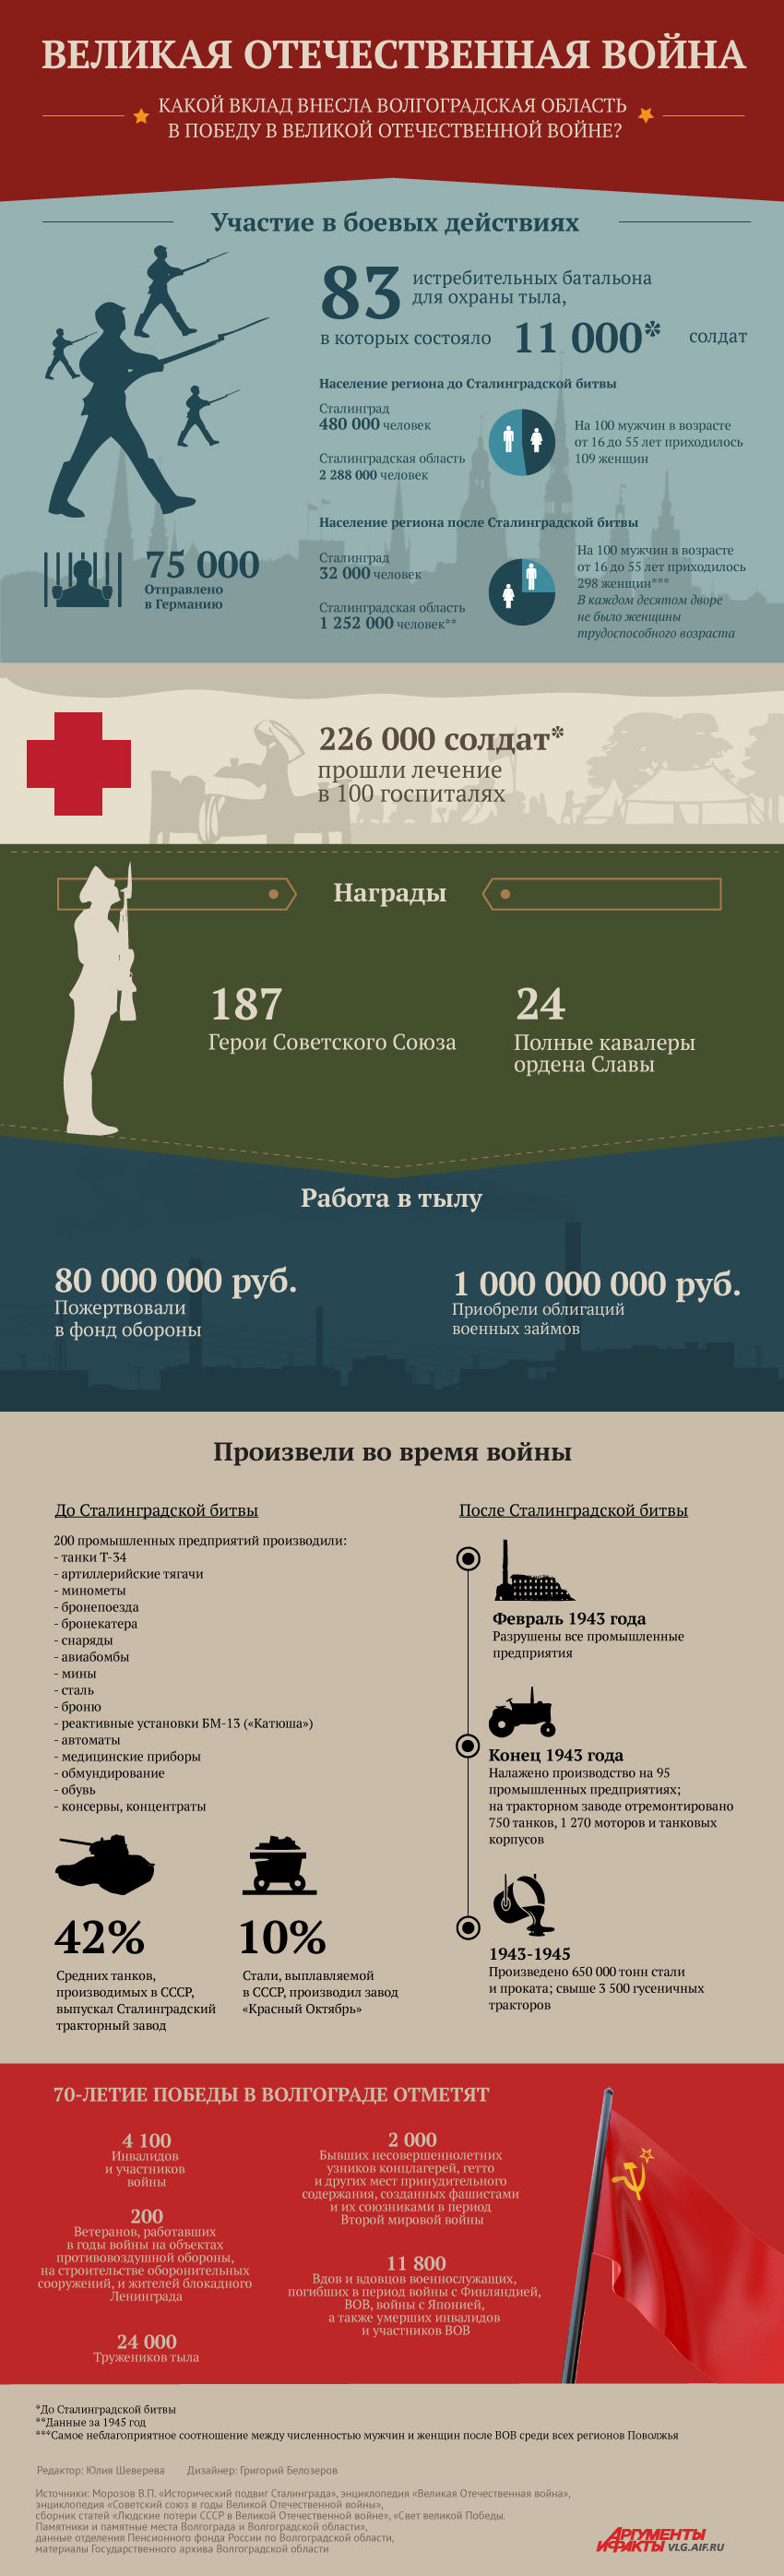 ВЕЛИКАЯ ОТЕЧЕСТВЕННАЯ ВОЙНА
КАКОЙ ВКЛАД ВНЕСЛА ВОЛГОГРАДСКАЯ ОБЛАСТЬ
В ПОБЕДУ В ВЕЛИКОЙ ОТЕЧЕСТВЕННОЙ ВОЙНЕ?
Участие в боевых действиях
83 истребительных батальона
для охраны тыла,
в которых состояло 11 000* солдат
Население региона до Сталинградской битвы
Сталинград
480 000 человек
Сталинградская область
2 288 000 человек
На 100 мужчин в возрасте
от 16 до 55 лет приходилось
109 женщин
Население региона после Сталинградской битвы
Сталинград
32 000 человек
Сталинградская область
1 252 000 человек**
На 100 мужчин в возрасте
от 16 до 55 лет приходилось
298 женщин***
В каждом десятом дворе
не было женщины
трудоспособного возраста
75 000
Отправлено
в Германию
226 000 солдат*
прошли лечение
в 100 госпиталях
Награды
187
Герои Советского Союза
24
Полные кавалеры
ордена Славы
Работа в тылу
80 000 000 руб.
Пожертвовали
в фонд обороны
1 000 000 000 руб.
Приобрели облигаций
военных займов
Произвели во время войны
До Сталинградской битвы
200 промышленных предприятий производили:
- танки Т-34
- артиллерийские тягачи
- минометы
- бронепоезда
- бронекатера
- снаряды
- авиабомбы
- мины
- сталь
- броню
- реактивные установки БМ-13 («Катюша»)
- автоматы
- медицинские приборы
- обмундирование
- обувь
- консервы, концентраты
42%
Средних танков,
производимых в СССР,
выпускал Сталинградский
тракторный завод
10%
Стали, выплавляемой
в СССР, производил завод
«Красный Октябрь»
После Сталинградской битвы
Февраль 1943 года
Разрушены все промышленные
предприятия
Конец 1943 года
Налажено производство на 95
промышленных предприятиях;
на тракторном заводе отремонтировано
750 танков, 1 270 моторов и танковых
корпусов
1943-1945
Произведено 650 000 тонн стали
и проката; свыше 3 500 гусеничных
тракторов
70-ЛЕТИЕ ПОБЕДЫ В ВОЛГОГРАДЕ ОТМЕТЯТ
4 100
Инвалидов
и участников
войны
200
Ветеранов, работавших
в годы войны на объектах
противовоздушной обороны,
на строительстве оборонительных
сооружений, и жителей блокадного
Ленинграда
24 000
Тружеников тыла
2 000
Бывших несовершеннолетних
узников концлагерей, гетто
и других мест принудительного
содержания, созданных фашистами
и их союзниками в период
Второй мировой войны
11 800
Вдов и вдовцов военнослужащих,
погибших в период войны с Финляндией,
ВОВ, войны с Японией,
а также умерших инвалидов
и участников ВОВ
*До Сталинградской битвы
**Данные за 1945 год
***Самое неблагоприятное соотношение между численностью мужчин и женщин после ВОВ среди всех регионов Поволжья
Редактор: Юлия Шеверева Дизайнер: Григорий Белозеров
Источники: Морозов В.П. «Исторический подвиг Сталинграда», энциклопедия «Великая Отечественная война»,
энциклопедия «Советский союз в годы Великой Отечественной войны»,
сборник статей «Людские потери СССР в Великой Отечественной войне», «Свет великой Победы.
Памятники и памятные места Волгограда и Волгоградской области»,
данные отделения Пенсионного фонда России по Волгоградской области,
материалы Государственного архива Волгоградской области
АРГУМЕНТЫ
И ФАКТЫ VLG.AIF.RU